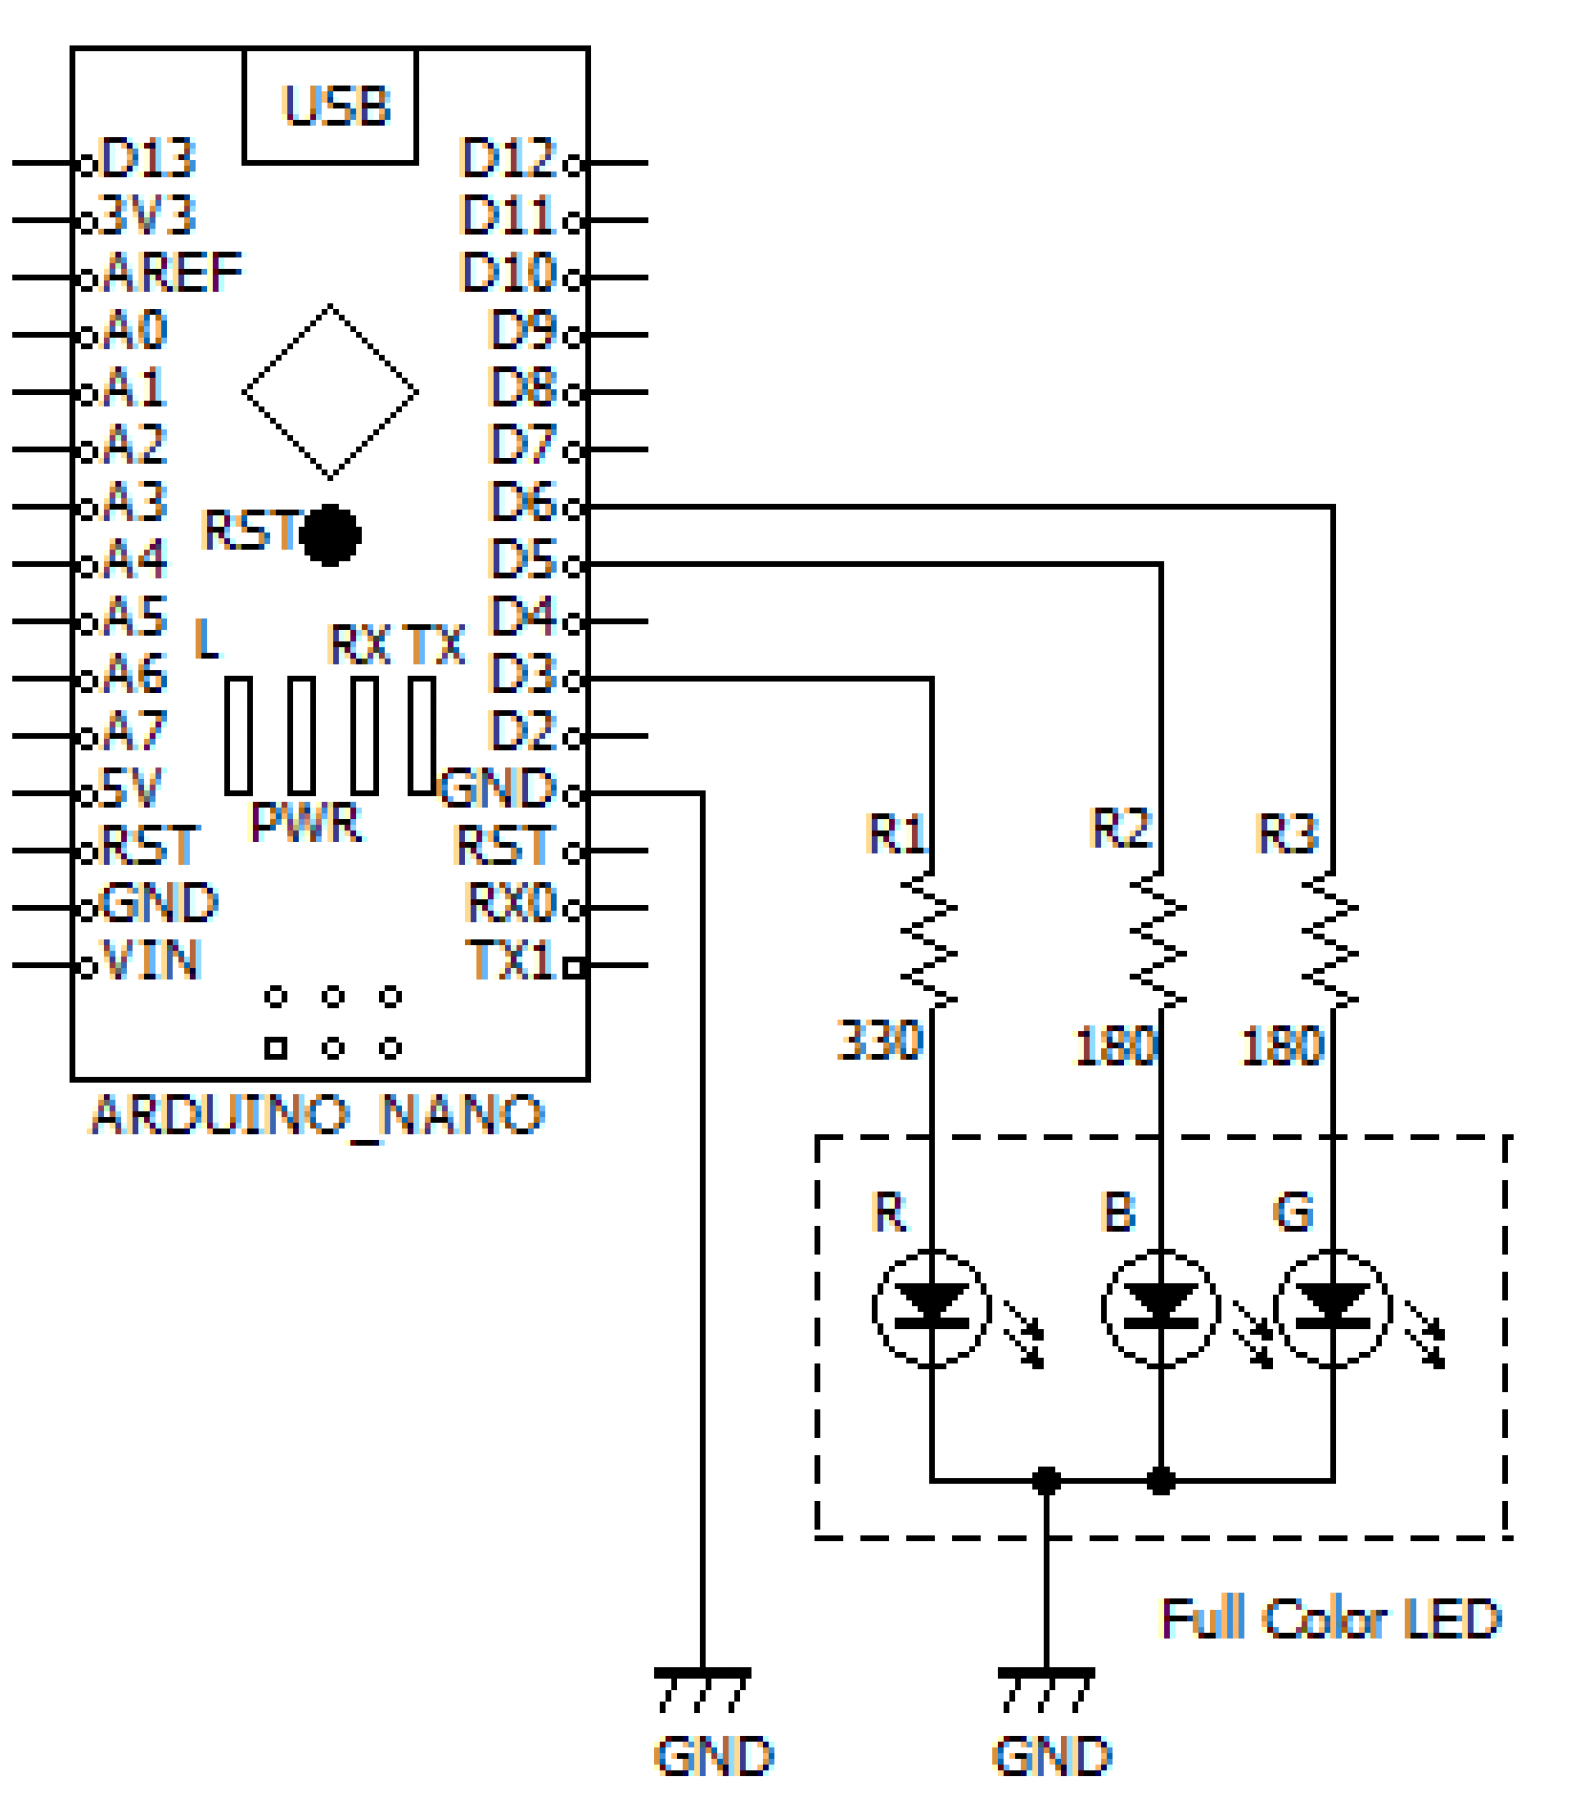 USB
D13 D12
3V3 D11
AREF D10
A0 D9
A1 D8
A2 D7
A3 D6
RST
A4 D5
A5 D4
L RX TX
A6 D3
A7 D2
5V GND
PWR
RST RST
GND RX0
VIN TX1
ARDUINO_NANO
R1 R2 R3
330 180 180
R B G
Full Color LED
GND GND